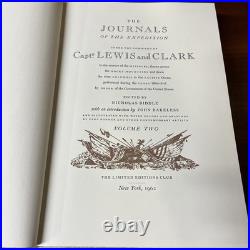 THE
JOURNALS
OF THE EXPEDITION
UNDER THE COMMAND OF
Capts LEWIS and CLARK
to the sources of the MISSOURI, thence across
the ROCKY MOUNTAINS and down
the RIVER COLUMBIA to the PACIFIC OCEAN,
performed during the YEARS 1804-5-6
by ORDER of the GOVERNMENT OF THE UNITED STATES
EDITED BY
NICHOLAS BIDDLE
with an introduction by JOHN BAKELESS
AND ILLUSTRATED WITH WATER COLORS AND
VOLUME TWO
THE LIMITED EDITIONS CLUB
New York, 1962